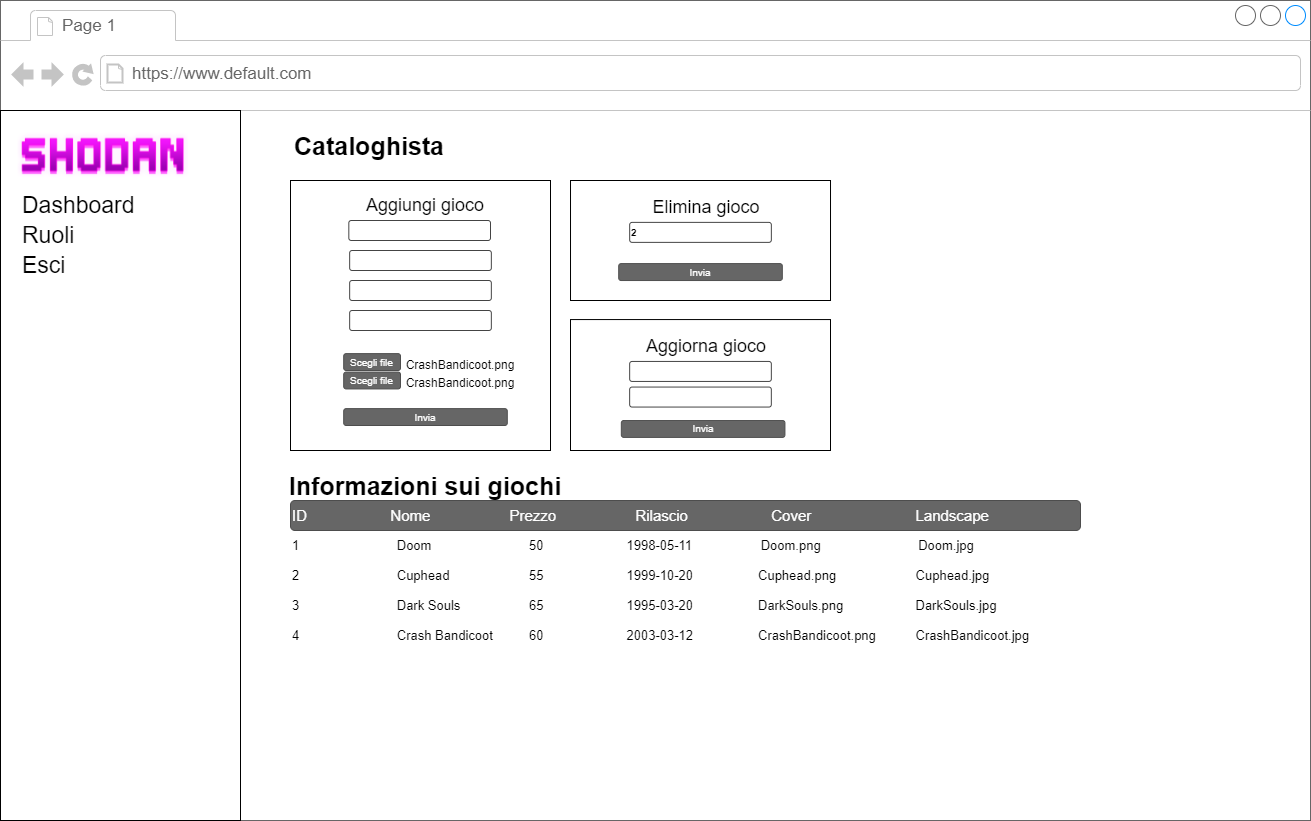 Page 1
https://www.default.com
SHODAN
Dashboard
Ruoli
Esci
Cataloghista
Aggiungi gioco
Scegli file CrashBandicoot.png
Scegli file CrashBandicoot.png
Invia
Elimina gioco
2
Invia
Aggiorna gioco
Invia
Informazioni sui giochi
ID Nome Prezzo Rilascio Cover Landscape
1 Doom 50 1998-05-11 Doom.png Doom.jpg
2 Cuphead 55 1999-10-20 Cuphead.png Cuphead.jpg
3 Dark Souls 65 1995-03-20 DarkSouls.png DarkSouls.jpg
4 Crash Bandicoot 60 2003-03-12 CrashBandicoot.png CrashBandicoot.jpg